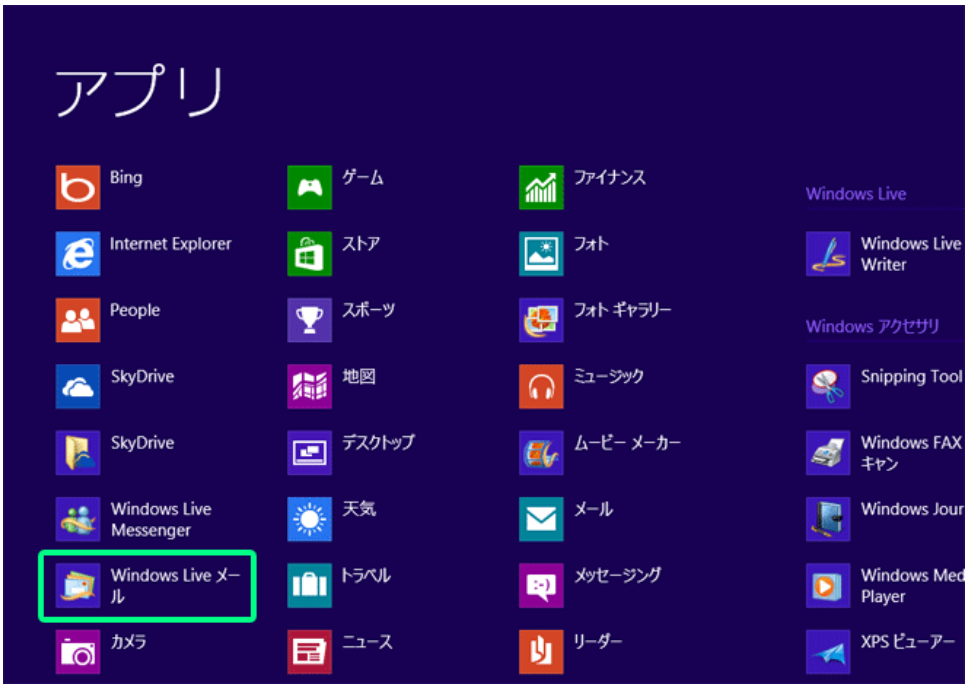 アプリ
Bing
Internet Explorer
People
SkyDrive
SkyDrive
Windows Live
Messenger
Windows Live メー
ル
カメラ
ゲーム
ストア
スポーツ
地図
デスクトップ
天気
トラベル
ニュース
ファイナンス
フォト
フォト ギャラリー
ミュージック
ムービー メーカー
メール
メッセージング
リーダー
Windows Live
Windows Live
Writer
Windows アクセサリ
Snipping Tool
Windows FAX
キャン
Windows Jour
Windows Med
Player
XPS ビューアー